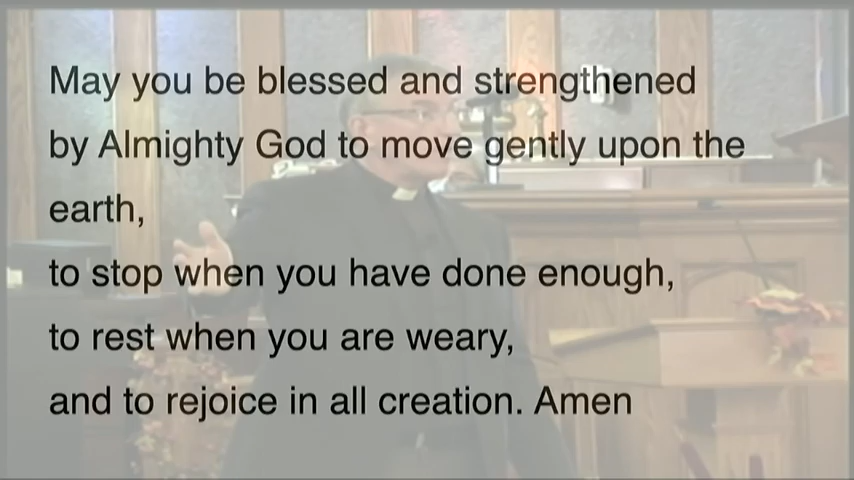 May you be blessed and strengthened
by Almighty God to move gently upon the
earth,
to stop when you have done enough,
to rest when you are weary,
and to rejoice in all creation. Amen